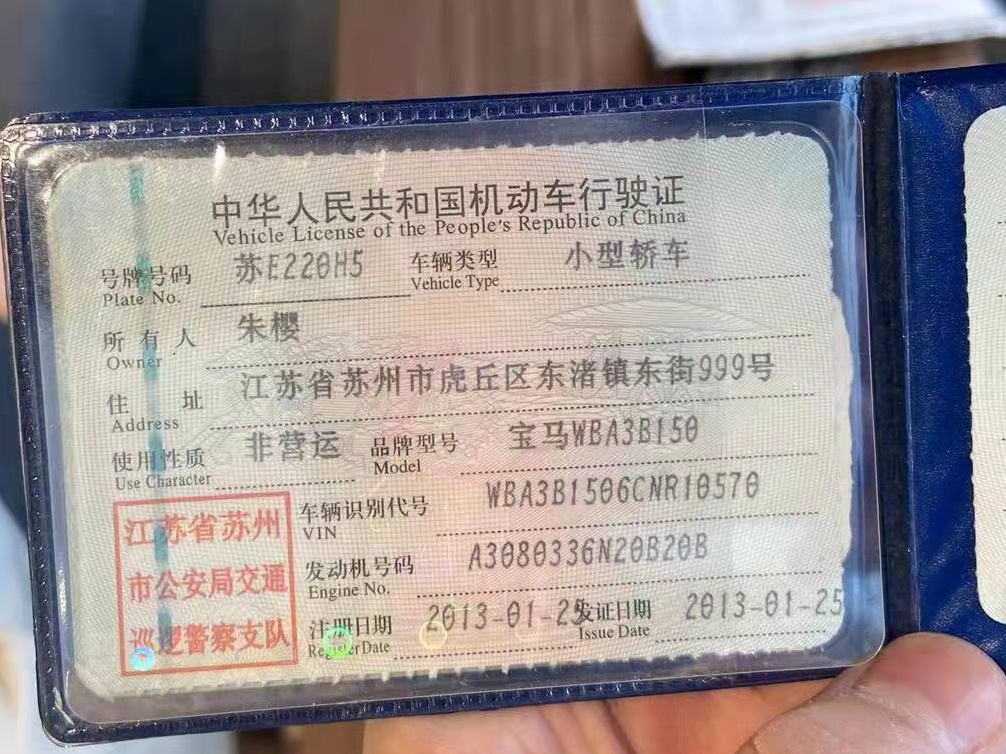 中华人民共和国机动车行驶证
Vehicle License of the People's Republic of China
号牌号码 苏E220H5 车辆类型 小型轿车
Plate No. Vehicle Type
所有人 朱樱
Owner
住址 江苏省苏州市虎丘区东渚镇东街999号
Address
使用性质 非营运 品牌型号 宝马WBA3B150
Use Character Model
江苏省苏州
市公安局交通
巡逻警察支队
车辆识别代号 WBA3B1506CNR10570
VIN
发动机号码 A3080336N20B20B
Engine No.
注册日期 2013-01-25 发证日期 2013-01-25
Register Date Issue Date